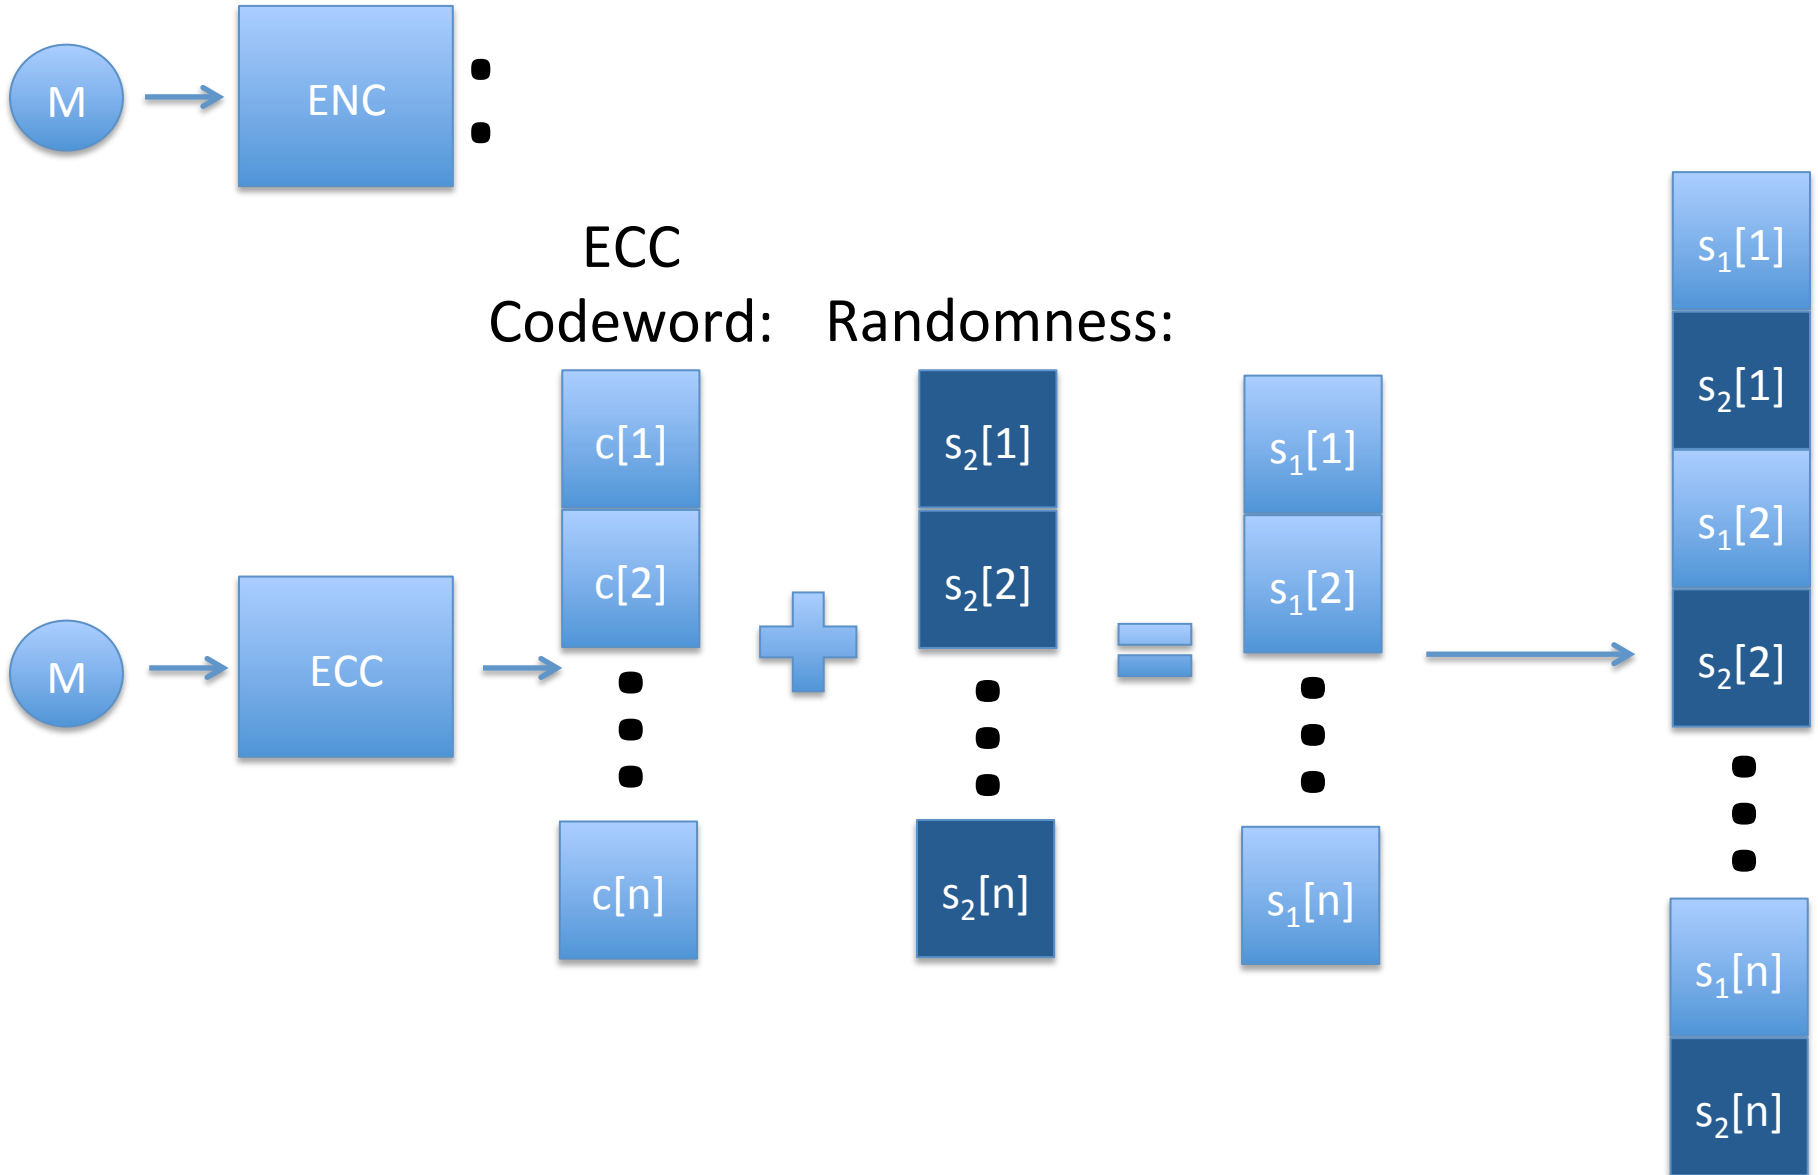 M
ENC
ECC
Codeword:
Randomness:
M
ECC
c[1]
c[2]
c[n]
s₂[1]
s₂[2]
s₂[n]
s₁[1]
s₁[2]
s₁[n]
s₁[1]
s₂[1]
s₁[2]
s₂[2]
s₁[n]
s₂[n]